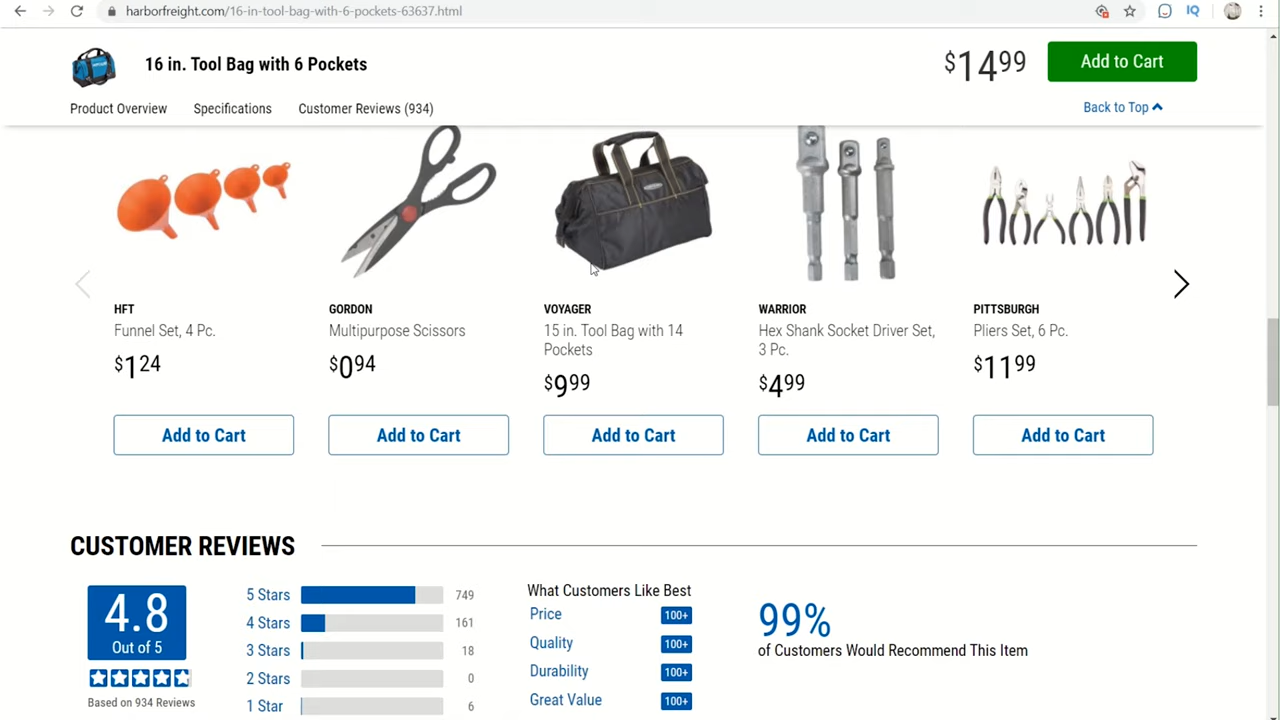 harborfreight.com/16-in-tool-bag-with-6-pockets-63637.html
16 in. Tool Bag with 6 Pockets
$14.99
Add to Cart
Product Overview
Specifications
Customer Reviews (934)
Back to Top
HFT
Funnel Set, 4 Pc.
$1.24
Add to Cart
GORDON
Multipurpose Scissors
$0.94
Add to Cart
VOYAGER
15 in. Tool Bag with 14
Pockets
$9.99
Add to Cart
WARRIOR
Hex Shank Socket Driver Set,
3 Pc.
$4.99
Add to Cart
PITTSBURGH
Pliers Set, 6 Pc.
$11.99
Add to Cart
CUSTOMER REVIEWS
4.8
Out of 5
Based on 934 Reviews
5 Stars 749
4 Stars 161
3 Stars 18
2 Stars 0
1 Star 6
What Customers Like Best
Price 100+
Quality 100+
Durability 100+
Great Value 100+
99%
of Customers Would Recommend This Item